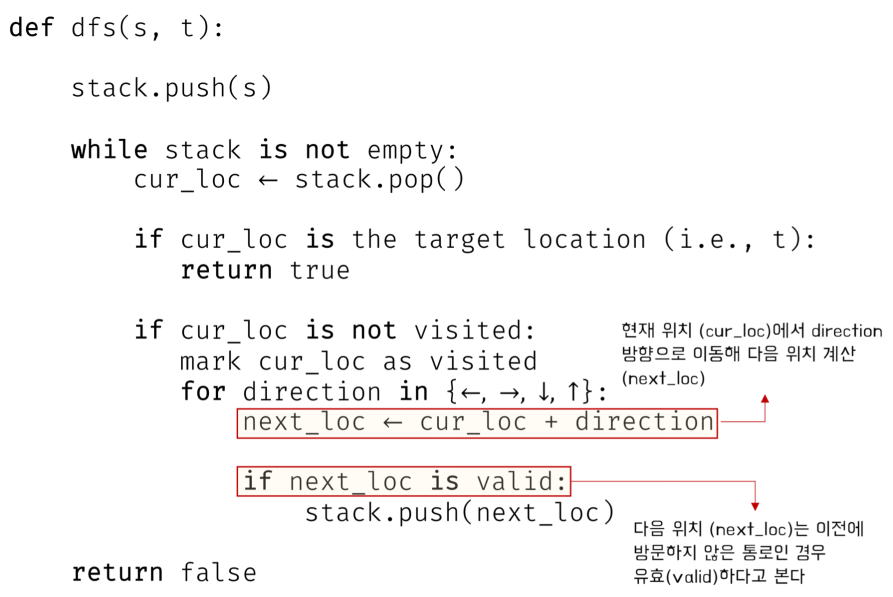 def dfs(s, t):
stack.push(s)
while stack is not empty:
cur_loc ← stack.pop()
if cur_loc is the target location (i.e., t):
return true
if cur_loc is not visited:
mark cur_loc as visited
for direction in {←, →, ↓, ↑}:
next_loc ← cur_loc + direction
현재 위치 (cur_loc)에서 direction
방향으로 이동해 다음 위치 계산
(next_loc)
if next_loc is valid:
stack.push(next_loc)
다음 위치 (next_loc)는 이전에
방문하지 않은 통로인 경우
유효(valid)하다고 본다
return false